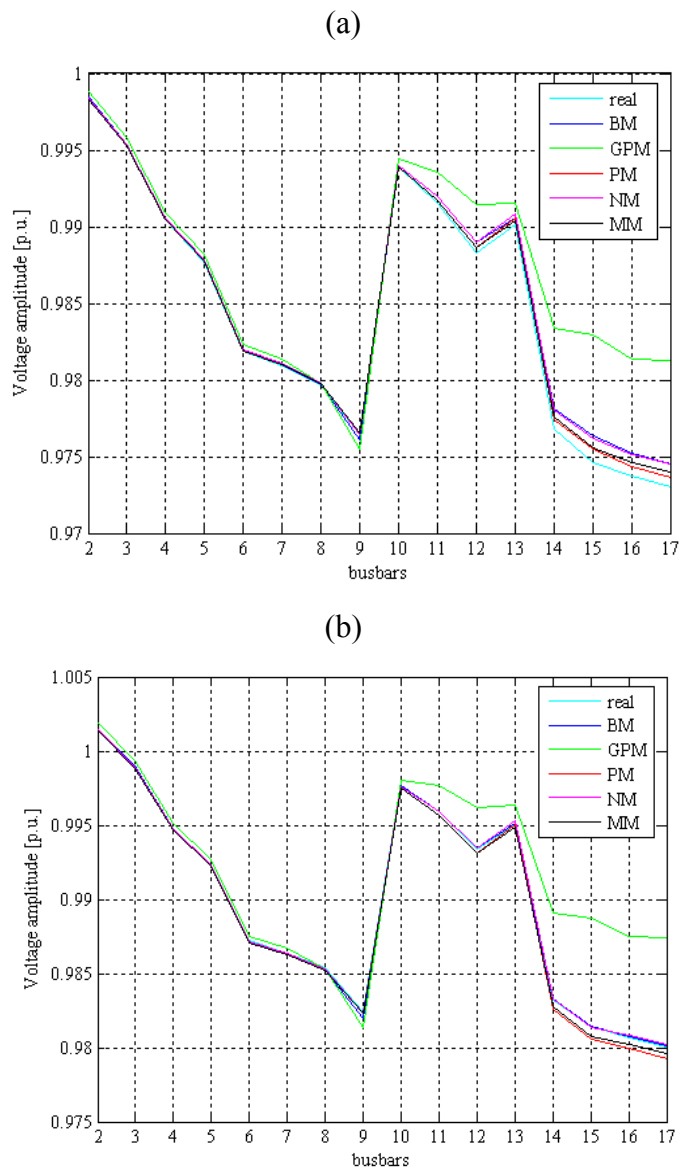 (a)
Voltage amplitude [p.u.]
1
0.995
0.99
0.985
0.98
0.975
0.97
real
BM
GPM
PM
NM
MM
2 3 4 5 6 7 8 9 10 11 12 13 14 15 16 17
busbars
(b)
Voltage amplitude [p.u.]
1.005
1
0.995
0.99
0.985
0.98
0.975
real
BM
GPM
PM
NM
MM
2 3 4 5 6 7 8 9 10 11 12 13 14 15 16 17
busbars